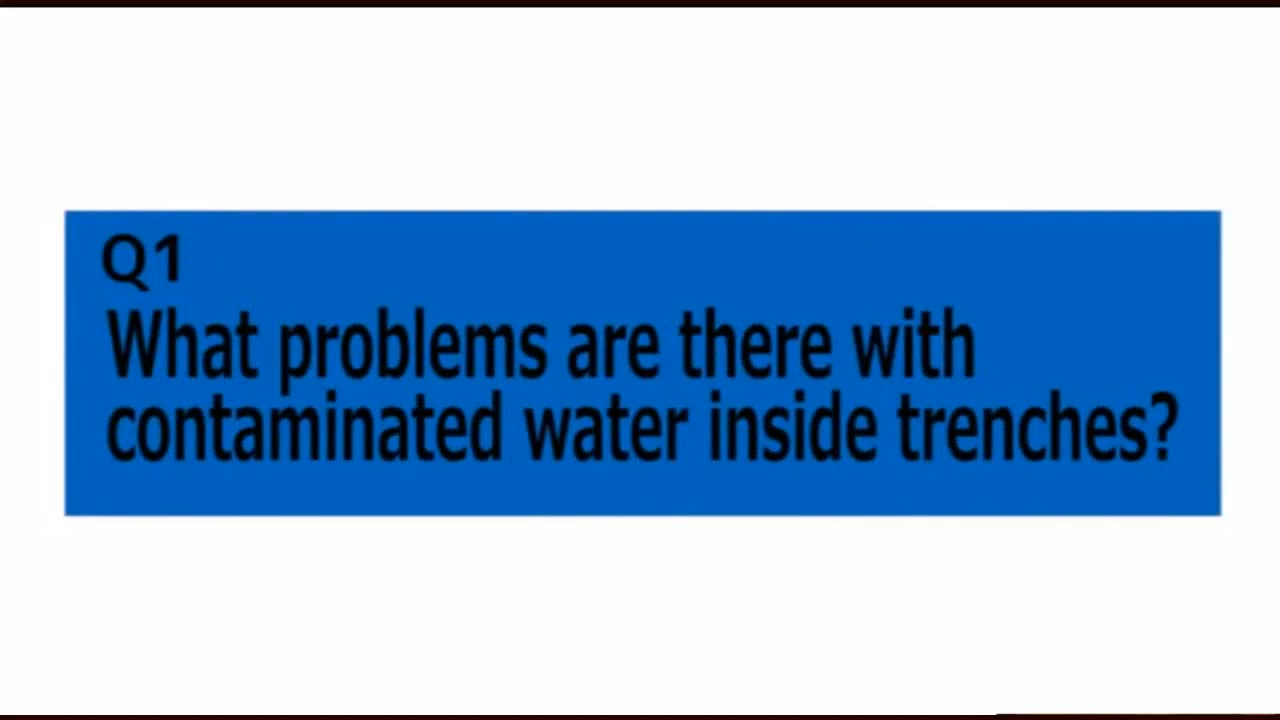 Q1
What problems are there with
contaminated water inside trenches?